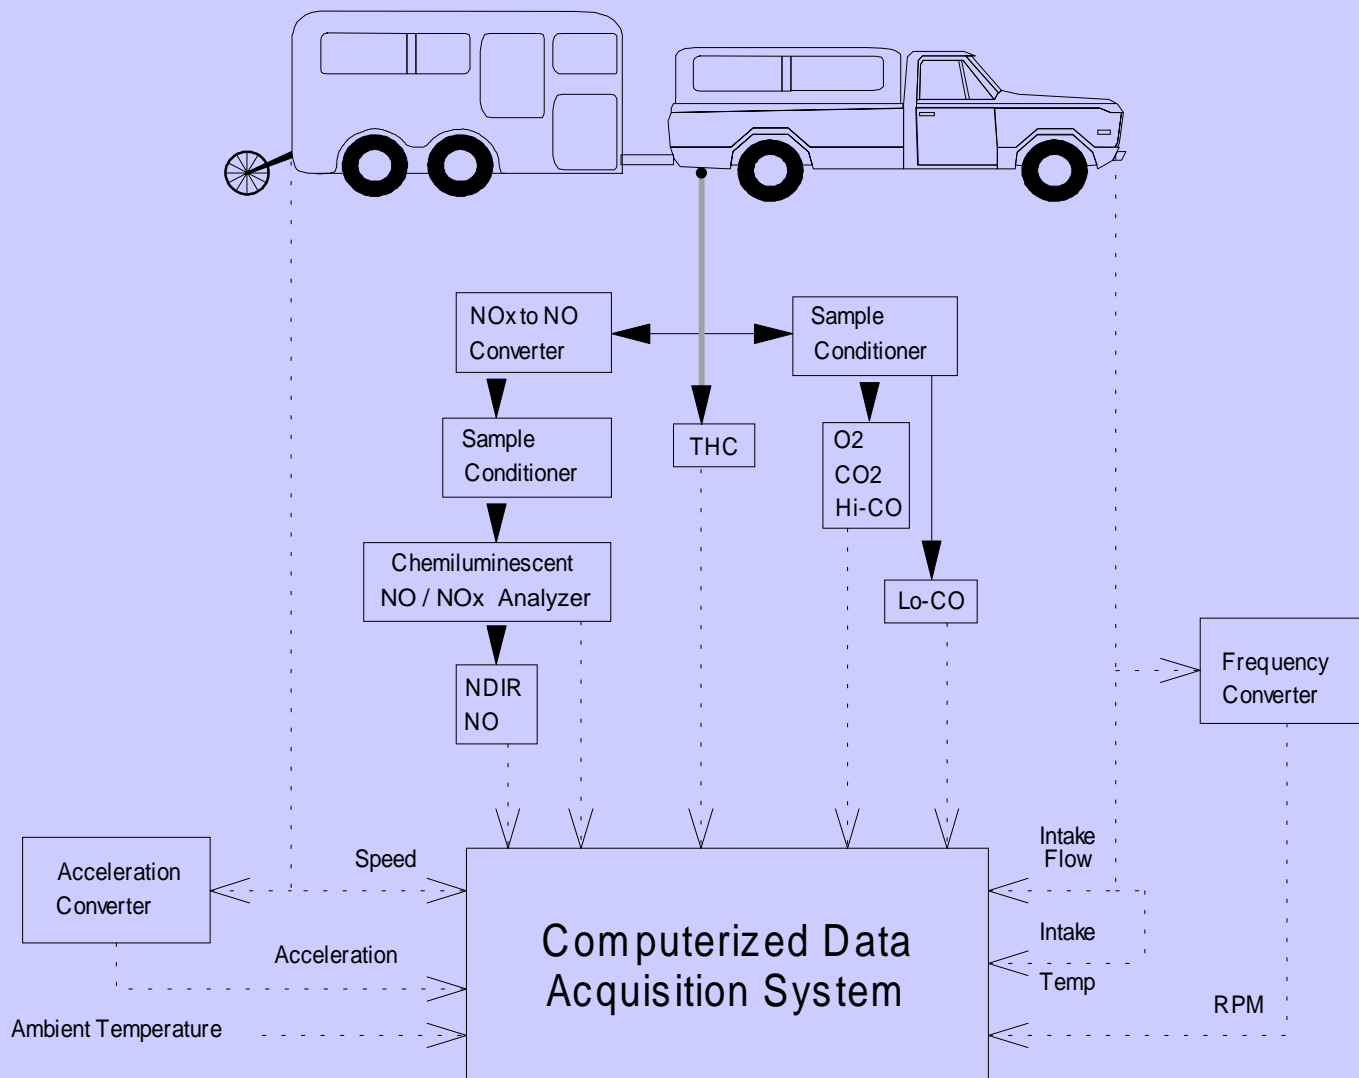 NOx to NO
Converter
Sample
Conditioner
Sample
Conditioner
THC
O2
CO2
Hi-CO
Chemiluminescent
NO / NOx Analyzer
Lo-CO
NDIR
NO
Frequency
Converter
Acceleration
Converter
Speed
Acceleration
Ambient Temperature
Computerized Data
Acquisition System
Intake
Flow
Intake
Temp
RPM